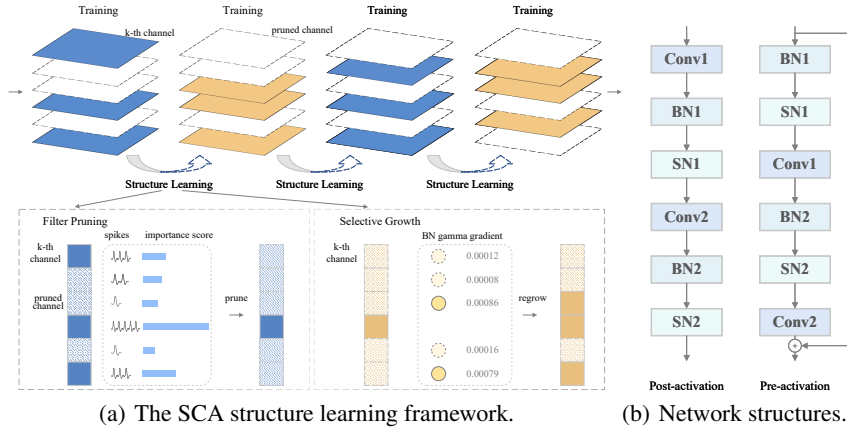 Training
Training
Training
Training
k-th channel
pruned channel
Structure Learning
Structure Learning
Structure Learning
Filter Pruning
spikes
importance score
k-th
channel
pruned
channel
prune
Selective Growth
k-th
channel
BN gamma gradient
0.00012
0.00008
0.00086
0.00016
0.00079
regrow
Conv1
BN1
SN1
Conv2
BN2
SN2
Post-activation
BN1
SN1
Conv1
BN2
SN2
Conv2
+
Pre-activation
(a) The SCA structure learning framework.
(b) Network structures.